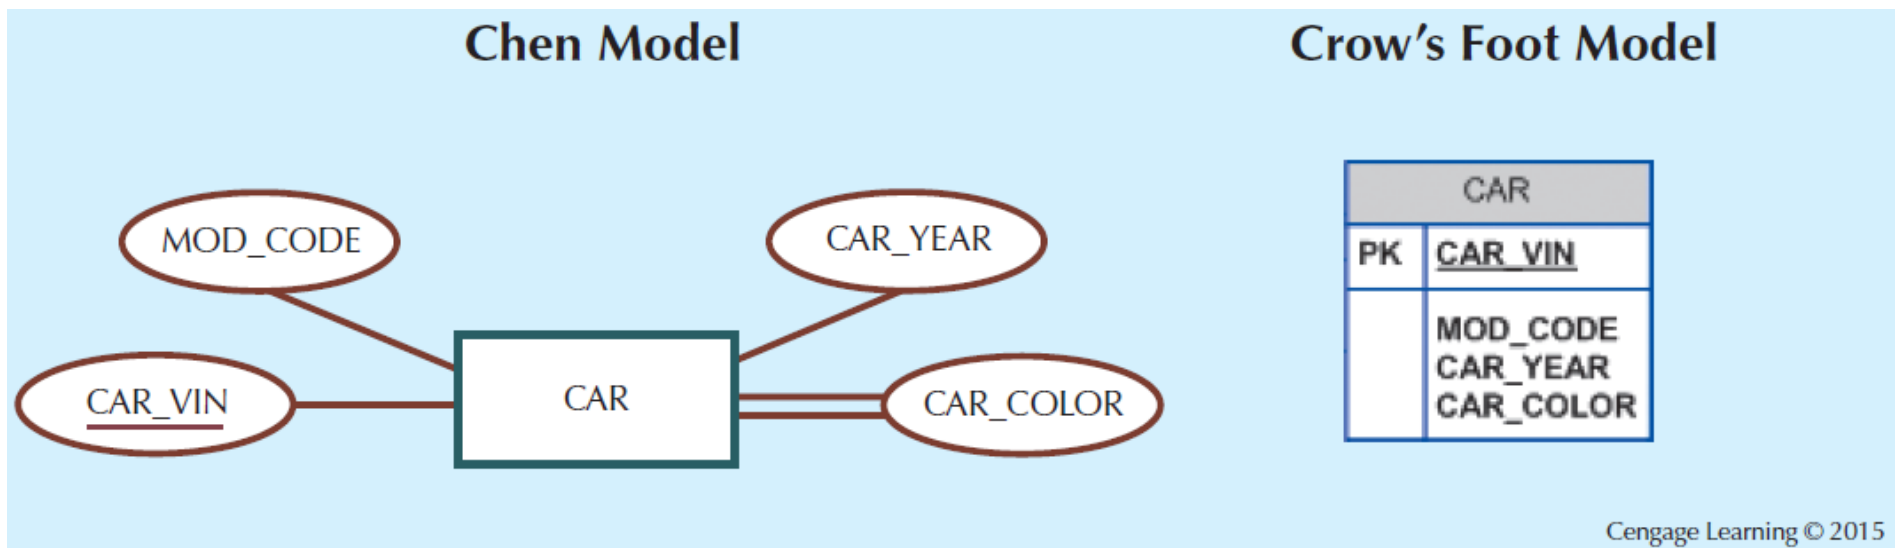 Chen Model
MOD_CODE
CAR_YEAR
CAR_VIN
CAR
CAR_COLOR
Crow's Foot Model
CAR
PK CAR_VIN
MOD_CODE
CAR_YEAR
CAR_COLOR
Cengage Learning © 2015